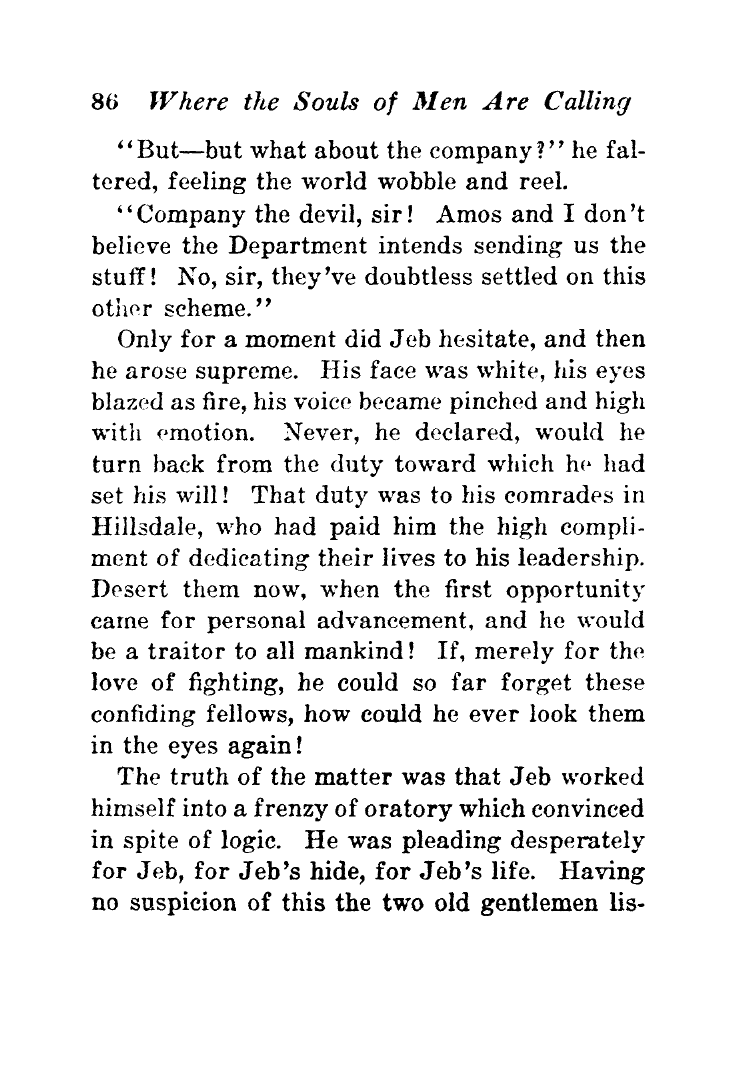 86 Where the Souls of Men Are Calling
"But—but what about the company?" he fal-
tered, feeling the world wobble and reel.
"Company the devil, sir! Amos and I don't
believe the Department intends sending us the
stuff! No, sir, they've doubtless settled on this
other scheme."
Only for a moment did Jeb hesitate, and then
he arose supreme. His face was white, his eyes
blazed as fire, his voice became pinched and high
with emotion. Never, he declared, would he
turn back from the duty toward which he had
set his will! That duty was to his comrades in
Hillsdale, who had paid him the high compli-
ment of dedicating their lives to his leadership.
Desert them now, when the first opportunity
came for personal advancement, and he would
be a traitor to all mankind! If, merely for the
love of fighting, he could so far forget these
confiding fellows, how could he ever look them
in the eyes again!
The truth of the matter was that Jeb worked
himself into a frenzy of oratory which convinced
in spite of logic. He was pleading desperately
for Jeb, for Jeb's hide, for Jeb's life. Having
no suspicion of this the two old gentlemen lis-